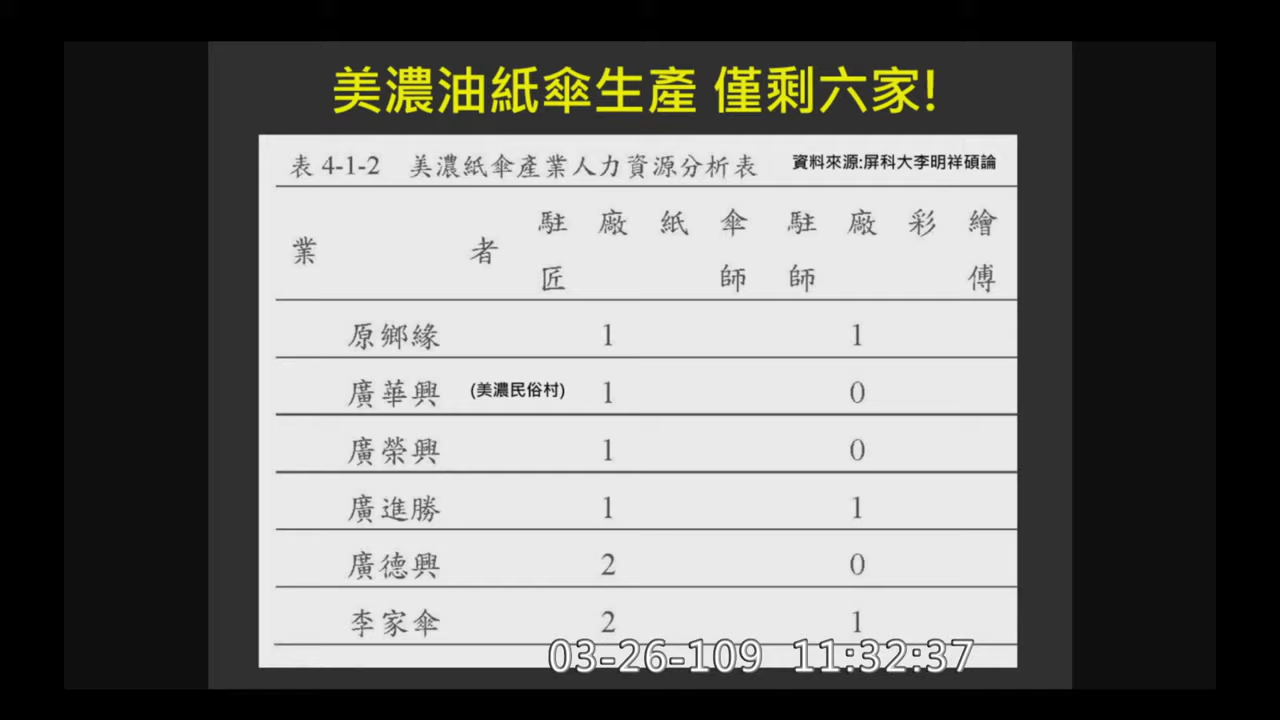 美濃油紙傘生產 僅剩六家!
表 4-1-2 美濃紙傘產業人力資源分析表 資料來源:屏科大李明祥碩論
業者 駐廠紙傘師匠 駐廠彩繪師傅
原鄉緣 1 1
廣華興 (美濃民俗村) 1 0
廣榮興 1 0
廣進勝 1 1
廣德興 2 0
李家傘 2 1
03-26-109 11:32:37